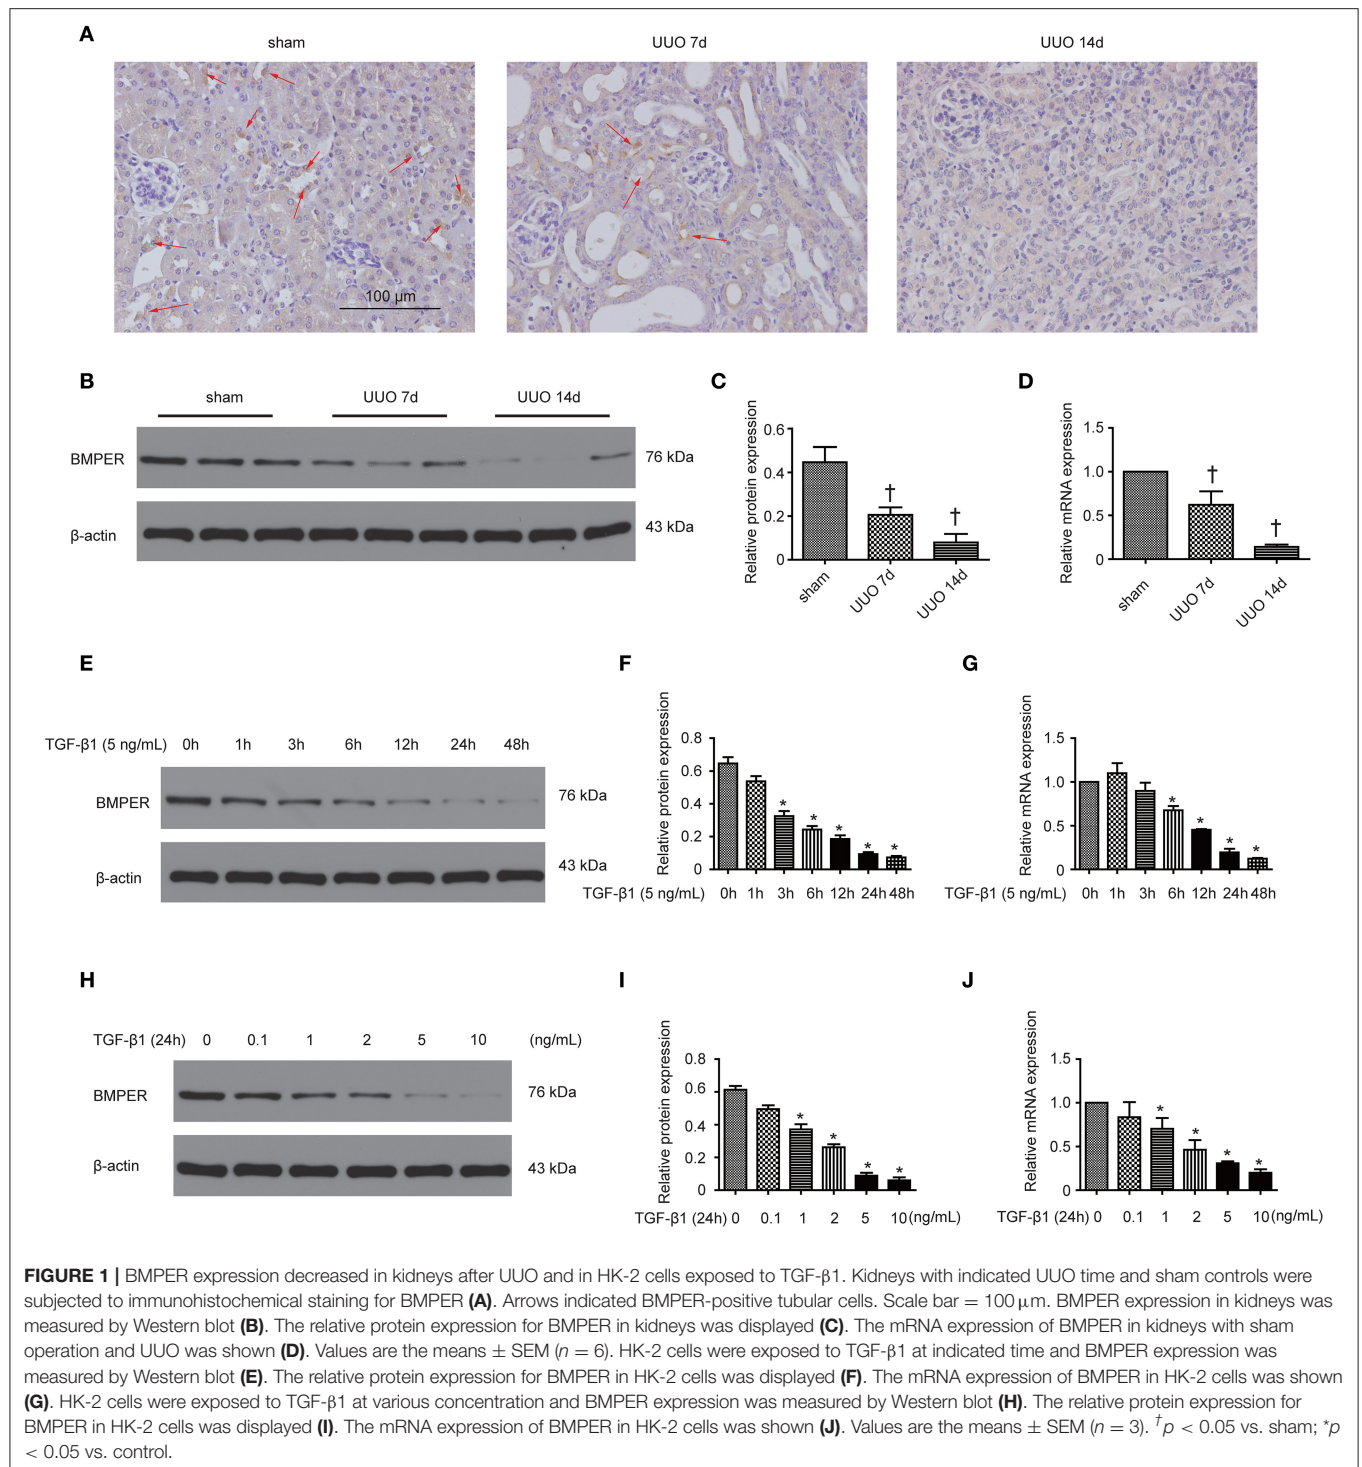 A
sham
UUO 7d
UUO 14d
100 µm
B
sham
UUO 7d
UUO 14d
BMPER
76 kDa
β-actin
43 kDa
C
Relative protein expression
0.6
0.4
0.2
0
†
†
sham
UUO 7d
UUO 14d
D
Relative mRNA expression
1.5
1.0
0.5
0
†
†
sham
UUO 7d
UUO 14d
E
TGF-β1 (5 ng/mL) 0h 1h 3h 6h 12h 24h 48h
BMPER
76 kDa
β-actin
43 kDa
F
Relative protein expression
0.8
0.6
0.4
0.2
0
* * * * *
TGF-β1 (5 ng/mL) 0h 1h 3h 6h 12h 24h 48h
G
Relative mRNA expression
1.5
1.0
0.5
0
* * * *
TGF-β1 (5 ng/mL) 0h 1h 3h 6h 12h 24h 48h
H
TGF-β1 (24h) 0 0.1 1 2 5 10 (ng/mL)
BMPER
76 kDa
β-actin
43 kDa
I
Relative protein expression
0.8
0.6
0.4
0.2
0
* * * *
TGF-β1 (24h) 0 0.1 1 2 5 10 (ng/mL)
J
Relative mRNA expression
1.5
1.0
0.5
0
* * * *
TGF-β1 (24h) 0 0.1 1 2 5 10 (ng/mL)
FIGURE 1 | BMPER expression decreased in kidneys after UUO and in HK-2 cells exposed to TGF-β1. Kidneys with indicated UUO time and sham controls were
subjected to immunohistochemical staining for BMPER (A). Arrows indicated BMPER-positive tubular cells. Scale bar = 100 µm. BMPER expression in kidneys was
measured by Western blot (B). The relative protein expression for BMPER in kidneys was displayed (C). The mRNA expression of BMPER in kidneys with sham
operation and UUO was shown (D). Values are the means ± SEM (n = 6). HK-2 cells were exposed to TGF-β1 at indicated time and BMPER expression was
measured by Western blot (E). The relative protein expression for BMPER in HK-2 cells was displayed (F). The mRNA expression of BMPER in HK-2 cells was shown
(G). HK-2 cells were exposed to TGF-β1 at various concentration and BMPER expression was measured by Western blot (H). The relative protein expression for
BMPER in HK-2 cells was displayed (I). The mRNA expression of BMPER in HK-2 cells was shown (J). Values are the means ± SEM (n = 3). †p < 0.05 vs. sham; *p
< 0.05 vs. control.